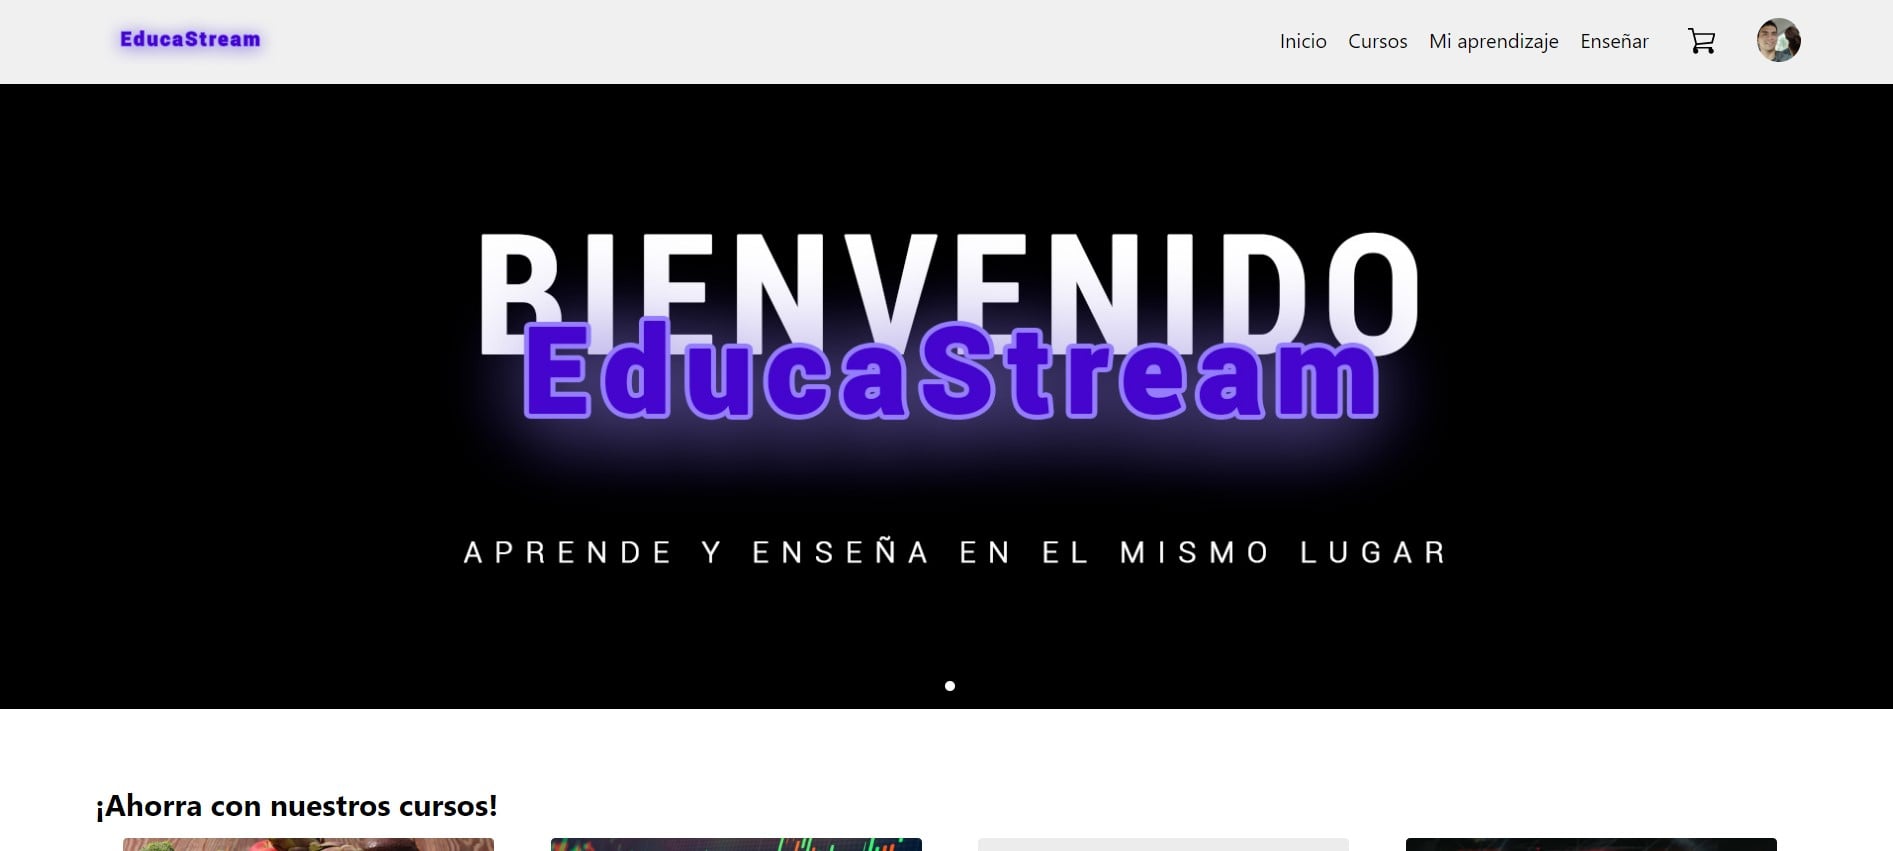 EducaStream
Inicio Cursos Mi aprendizaje Enseñar
BIENVENIDO
EducaStream
APRENDE Y ENSEÑA EN EL MISMO LUGAR
¡Ahorra con nuestros cursos!